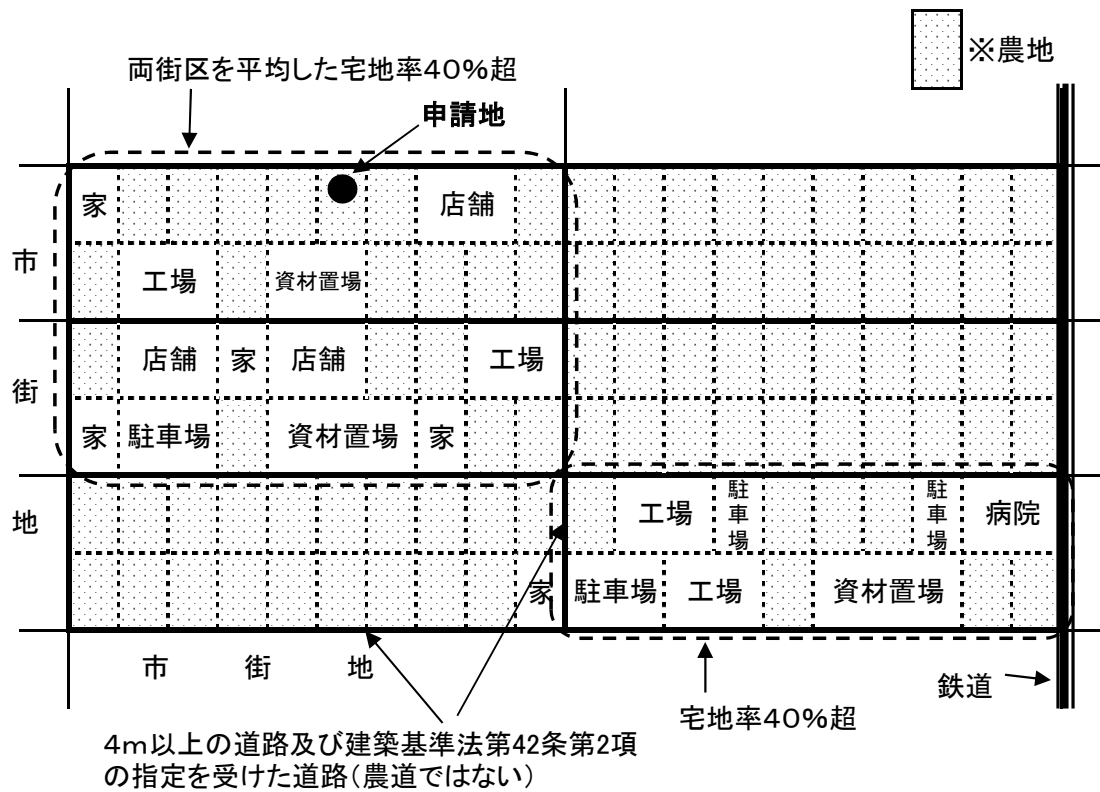 ※農地
両街区を平均した宅地率40%超
申請地
家
店舗
市
工場
資材置場
店舗
家
店舗
工場
街
家
駐車場
資材置場
家
地
工場
駐車場
駐車場
病院
家
駐車場
工場
資材置場
市街地
鉄道
宅地率40%超
4m以上の道路及び建築基準法第42条第2項
の指定を受けた道路(農道ではない)